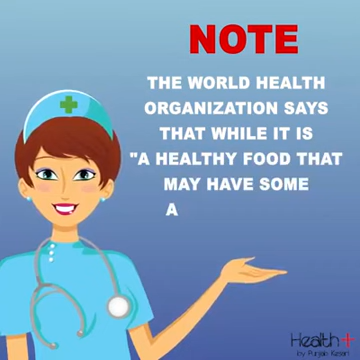 NOTE
THE WORLD HEALTH
ORGANIZATION SAYS
THAT WHILE IT IS
"A HEALTHY FOOD THAT
MAY HAVE SOME
A
Health+
by Punjab Kesari